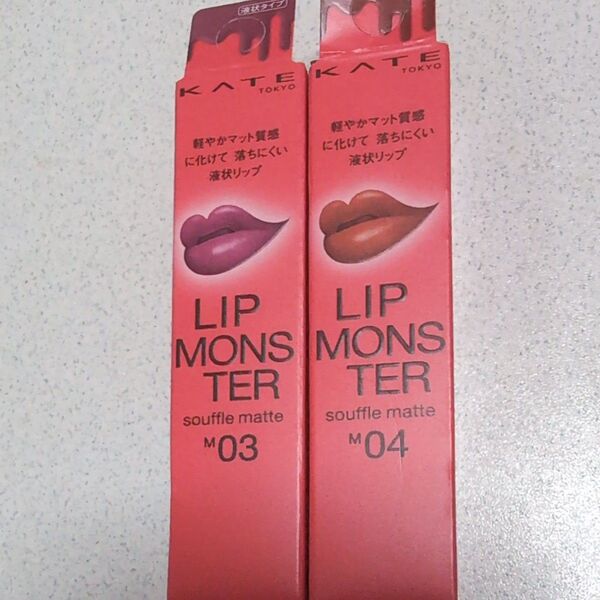 液状タイプ
KATE
TOKYO
軽やかマット質感
に化けて 落ちにくい
液状リップ
LIP
MONS
TER
souffle matte
M03
KATE
TOKYO
軽やかマット質感
に化けて 落ちにくい
液状リップ
LIP
MONS
TER
souffle matte
M04